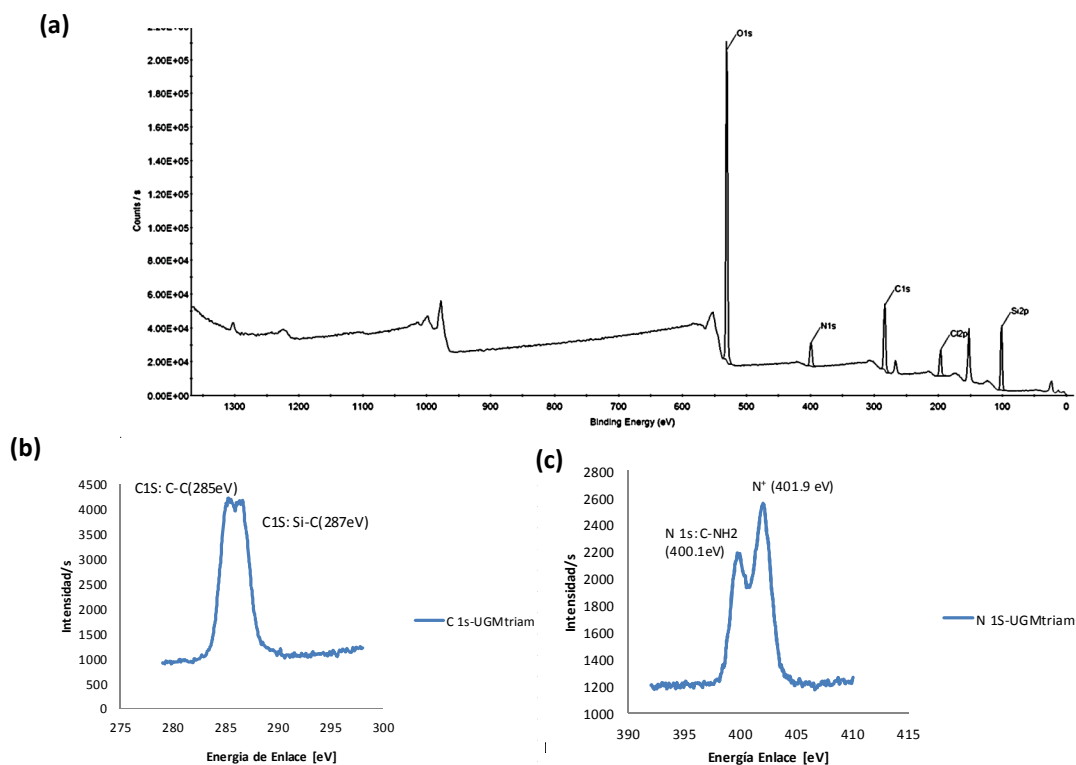 (a)
2.20E+05
2.00E+05
1.80E+05
1.60E+05
1.40E+05
1.20E+05
1.00E+05
8.00E+04
6.00E+04
4.00E+04
2.00E+04
0.00E+00
Counts / s
O1s
N1s
C1s
Cl2p
Si2p
1300 1200 1100 1000 900 800 700 600 500 400 300 200 100 0
Binding Energy (eV)
(b)
C1S: C-C(285eV)
C1S: Si-C(287eV)
4500
4000
3500
3000
2500
2000
1500
1000
500
0
Intensidad/s
C 1s-UGMtriam
275 280 285 290 295 300
Energia de Enlace [eV]
(c)
N⁺ (401.9 eV)
N 1s: C-NH2
(400.1eV)
2800
2600
2400
2200
2000
1800
1600
1400
1200
1000
Intensidad/s
N 1S-UGMtriam
390 395 400 405 410 415
Energía Enlace [eV]